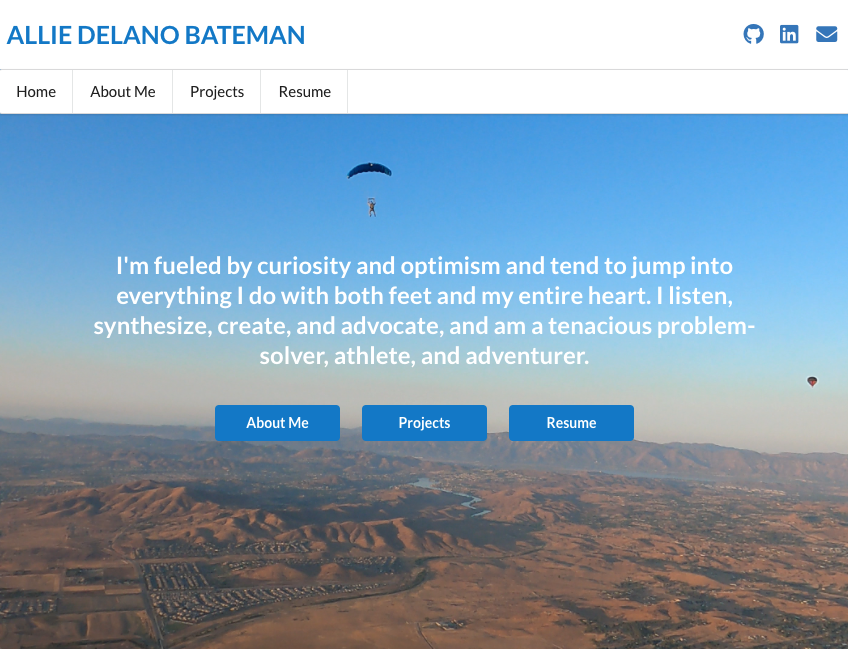 ALLIE DELANO BATEMAN
Home
About Me
Projects
Resume
I'm fueled by curiosity and optimism and tend to jump into
everything I do with both feet and my entire heart. I listen,
synthesize, create, and advocate, and am a tenacious problem-
solver, athlete, and adventurer.
About Me
Projects
Resume